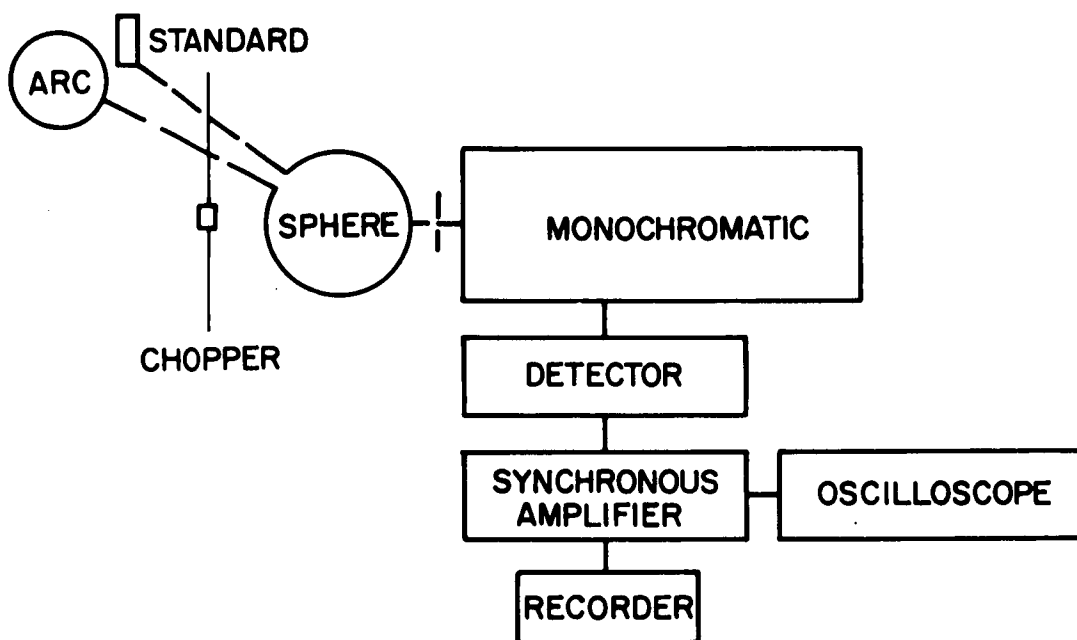 STANDARD
ARC
SPHERE
MONOCHROMATIC
CHOPPER
DETECTOR
SYNCHRONOUS
AMPLIFIER
OSCILLOSCOPE
RECORDER